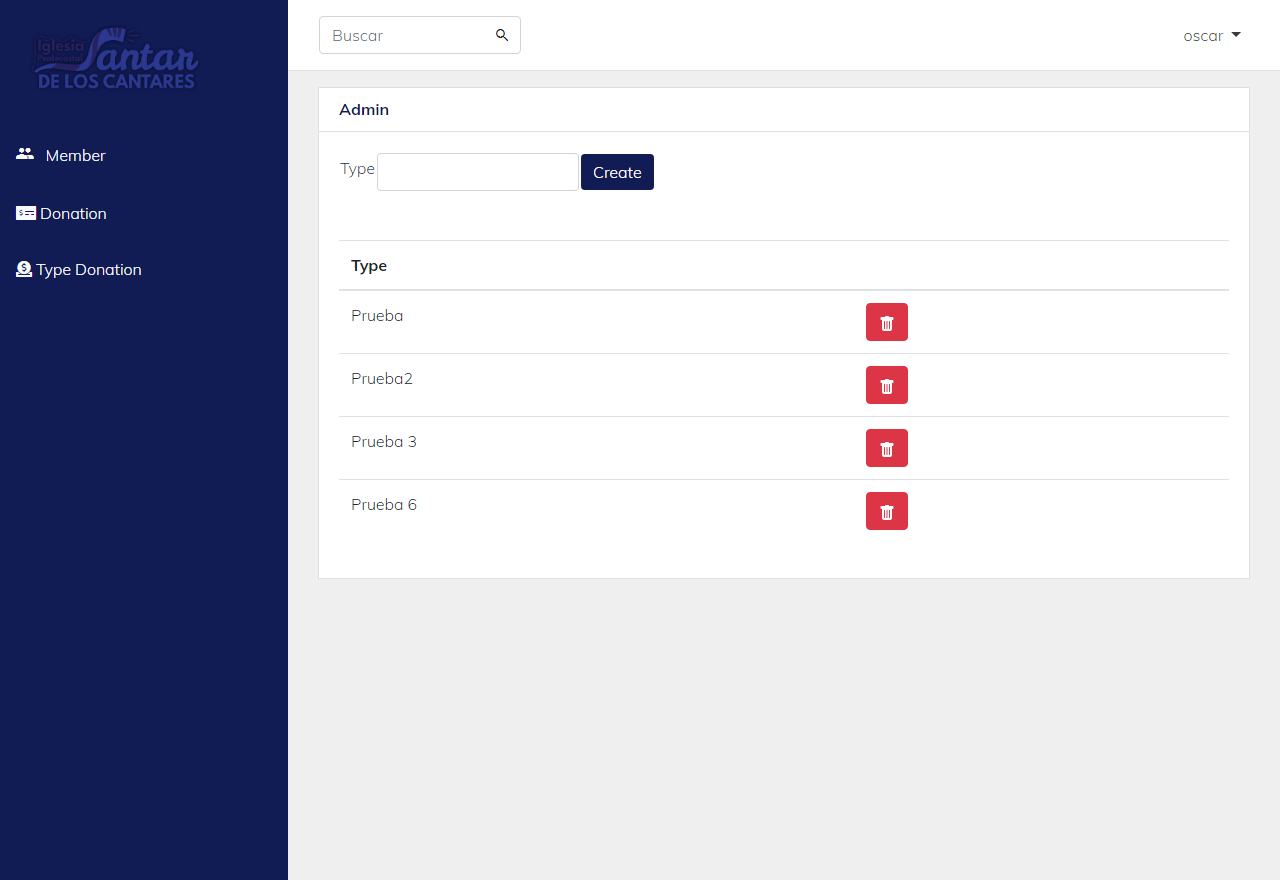 Iglesia
Pentecostal
Cantar
DE LOS CANTARES
Buscar
oscar
Member
Donation
Type Donation
Admin
Type
Create
Type
Prueba
Prueba2
Prueba 3
Prueba 6